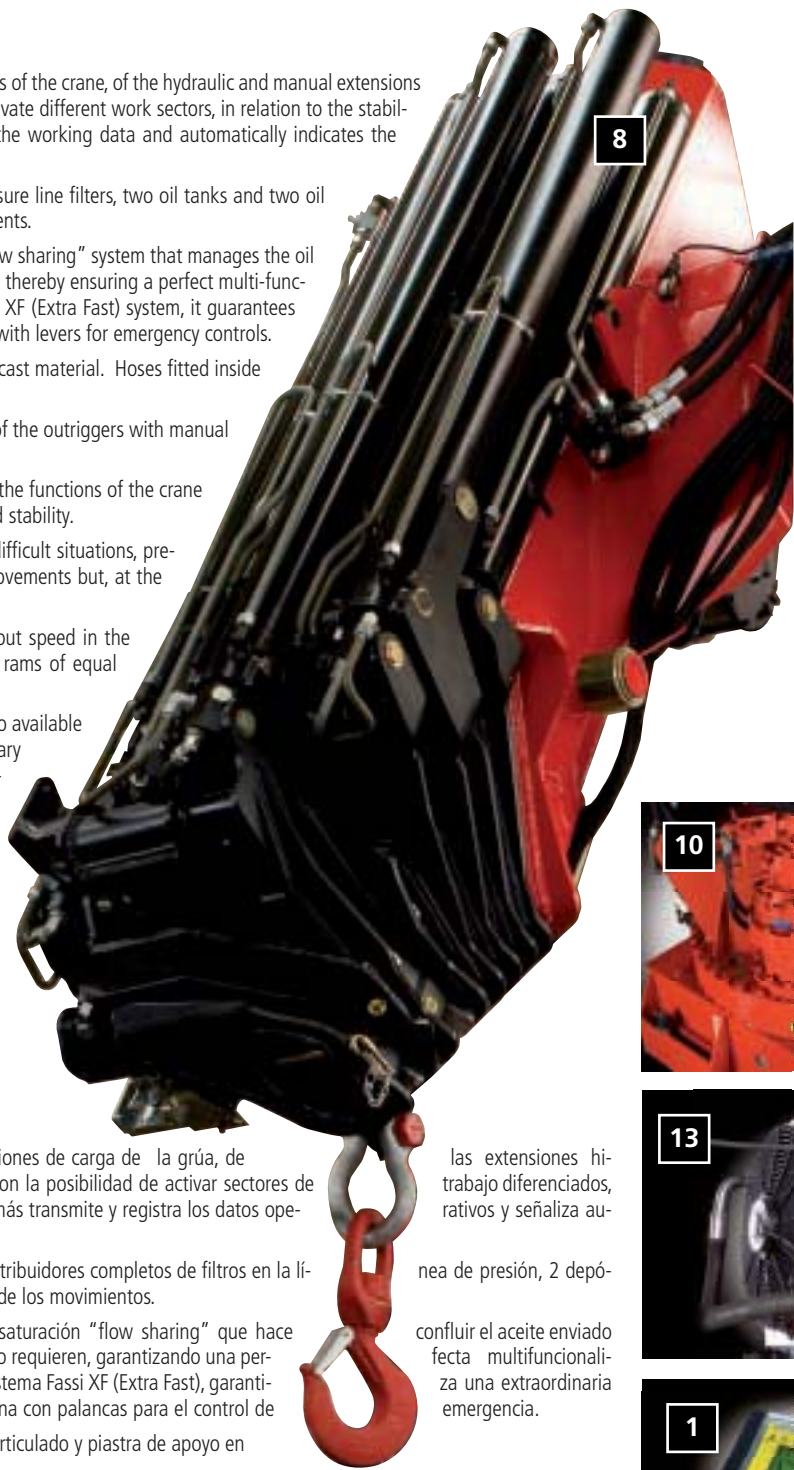 s of the crane, of the hydraulic and manual extensions
vate different work sectors, in relation to the stabil-
he working data and automatically indicates the
8
sure line filters, two oil tanks and two oil
ents.
w sharing” system that manages the oil
thereby ensuring a perfect multi-func-
XF (Extra Fast) system, it guarantees
with levers for emergency controls.
cast material. Hoses fitted inside
of the outriggers with manual
the functions of the crane
d stability.
difficult situations, pre-
ovements but, at the
out speed in the
rams of equal
o available
ary
10
13
iones de carga de la grúa, de las extensiones hi-
on la posibilidad de activar sectores de trabajo diferenciados,
más transmite y registra los datos ope- rativos y señaliza au-
tribuidores completos de filtros en la lí- nea de presión, 2 depó-
de los movimientos.
saturación “flow sharing” que hace confluir el aceite enviado
o requieren, garantizando una per- fecta multifuncionali-
stema Fassi XF (Extra Fast), garanti- za una extraordinaria
na con palancas para el control de emergencia.
1
rticulado y piastra de apoyo en